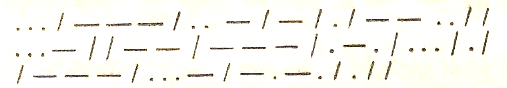 .../ — — — /.. — / — /./ — — ../ /
...— / / — — / — — — /. — ./..././
/ — — — /...— / — . — ././ /